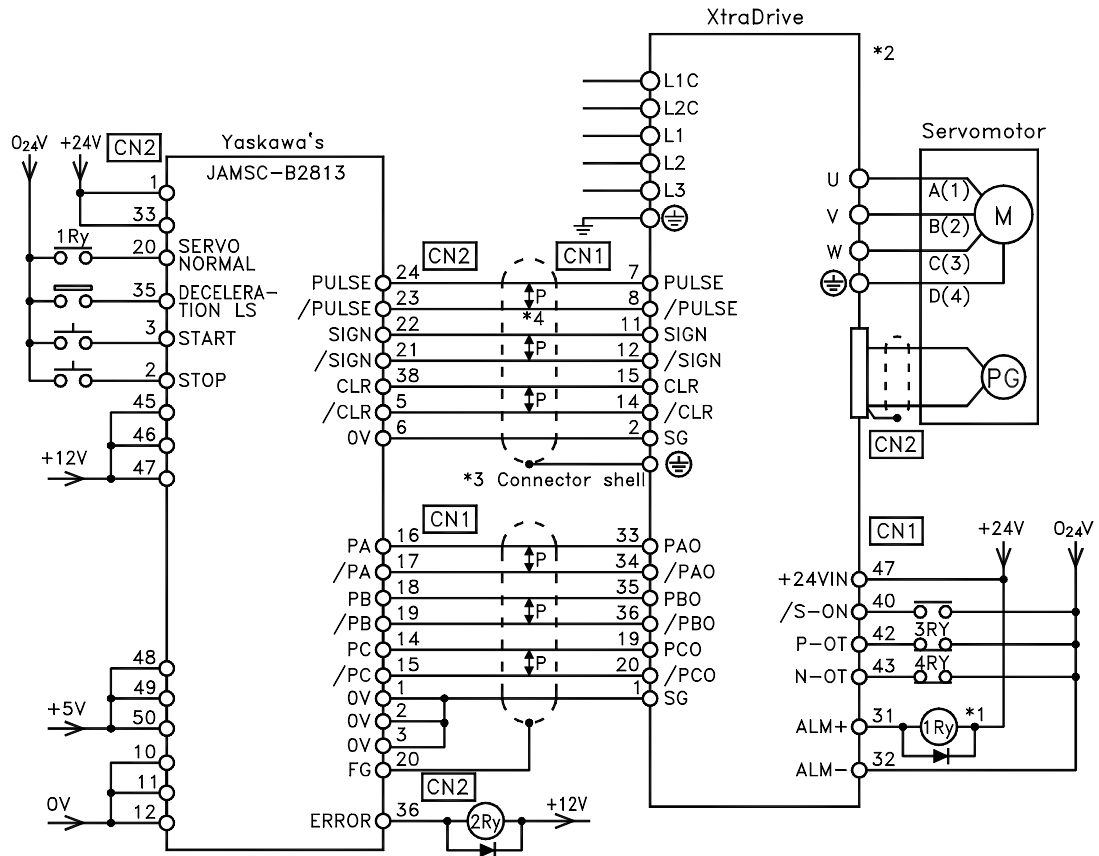 XtraDrive
*2
L1C
L2C
L1
L2
L3
Servomotor
U
V
W
A(1)
B(2)
C(3)
D(4)
M
PG
CN2
024V +24V CN2
Yaskawa's
JAMSC-B2813
1
33
1Ry 20 SERVO NORMAL
35 DECELERA-
TION LS
3 START
2 STOP
45
46
+12V 47
48
49
+5V 50
10
11
0V 12
CN2 CN1
PULSE 24 P 7 PULSE
/PULSE 23 *4 8 /PULSE
SIGN 22 P 11 SIGN
/SIGN 21 12 /SIGN
CLR 38 P 15 CLR
/CLR 5 14 /CLR
0V 6 2 SG
*3 Connector shell
CN1
PA 16 P 33 PAO
/PA 17 34 /PAO
PB 18 P 35 PBO
/PB 19 36 /PBO
PC 14 P 19 PCO
/PC 15 20 /PCO
0V 1 1 SG
0V 2
0V 3
FG 20
CN2
ERROR 36 2Ry +12V
CN1 +24V 024V
+24VIN 47
/S-ON 40
P-OT 42 3RY
N-OT 43 4RY
ALM+ 31 1Ry *1
ALM- 32